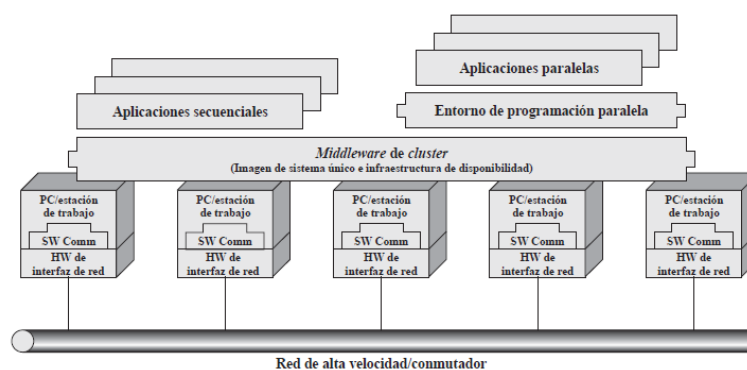 Aplicaciones paralelas
Aplicaciones secuenciales
Entorno de programación paralela
Middleware de cluster
(Imagen de sistema único e infraestructura de disponibilidad)
PC/estación
de trabajo
SW Comm
HW de
interfaz de red
PC/estación
de trabajo
SW Comm
HW de
interfaz de red
PC/estación
de trabajo
SW Comm
HW de
interfaz de red
PC/estación
de trabajo
SW Comm
HW de
interfaz de red
PC/estación
de trabajo
SW Comm
HW de
interfaz de red
Red de alta velocidad/conmutador